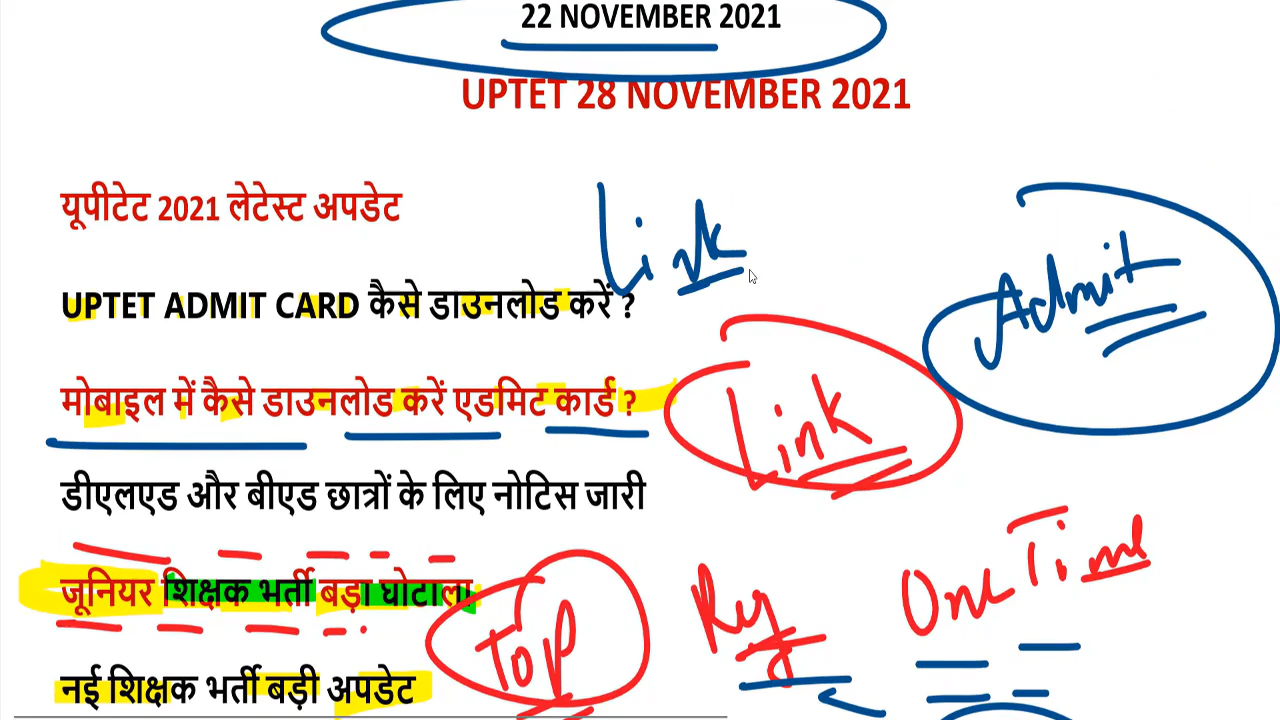 22 NOVEMBER 2021
UPTET 28 NOVEMBER 2021
यूपीटेट 2021 लेटेस्ट अपडेट
Link
UPTET ADMIT CARD कैसे डाउनलोड करें ?
Admit
मोबाइल में कैसे डाउनलोड करें एडमिट कार्ड ?
Link
डीएलएड और बीएड छात्रों के लिए नोटिस जारी
One Time
जूनियर शिक्षक भर्ती बड़ा घोटाला
Reg
Top
नई शिक्षक भर्ती बड़ी अपडेट